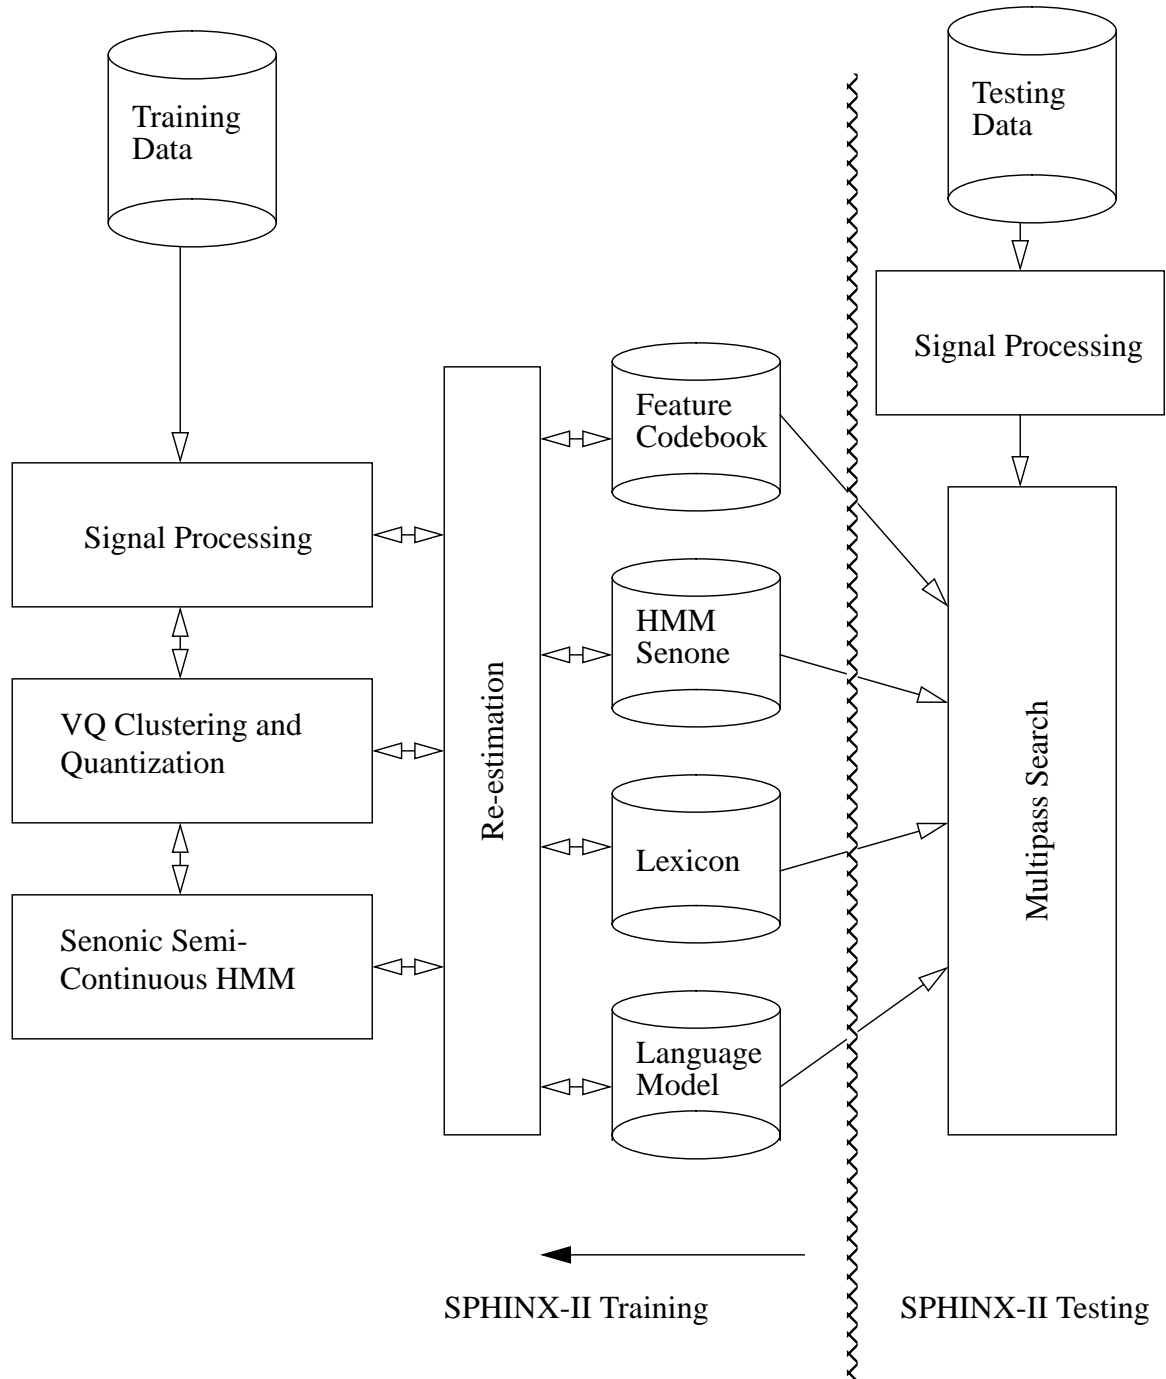 Training
Data
Testing
Data
Signal Processing
Feature
Codebook
Signal Processing
HMM
Senone
VQ Clustering and
Quantization
Re-estimation
Multipass Search
Lexicon
Senonic Semi-
Continuous HMM
Language
Model
SPHINX-II Training
SPHINX-II Testing